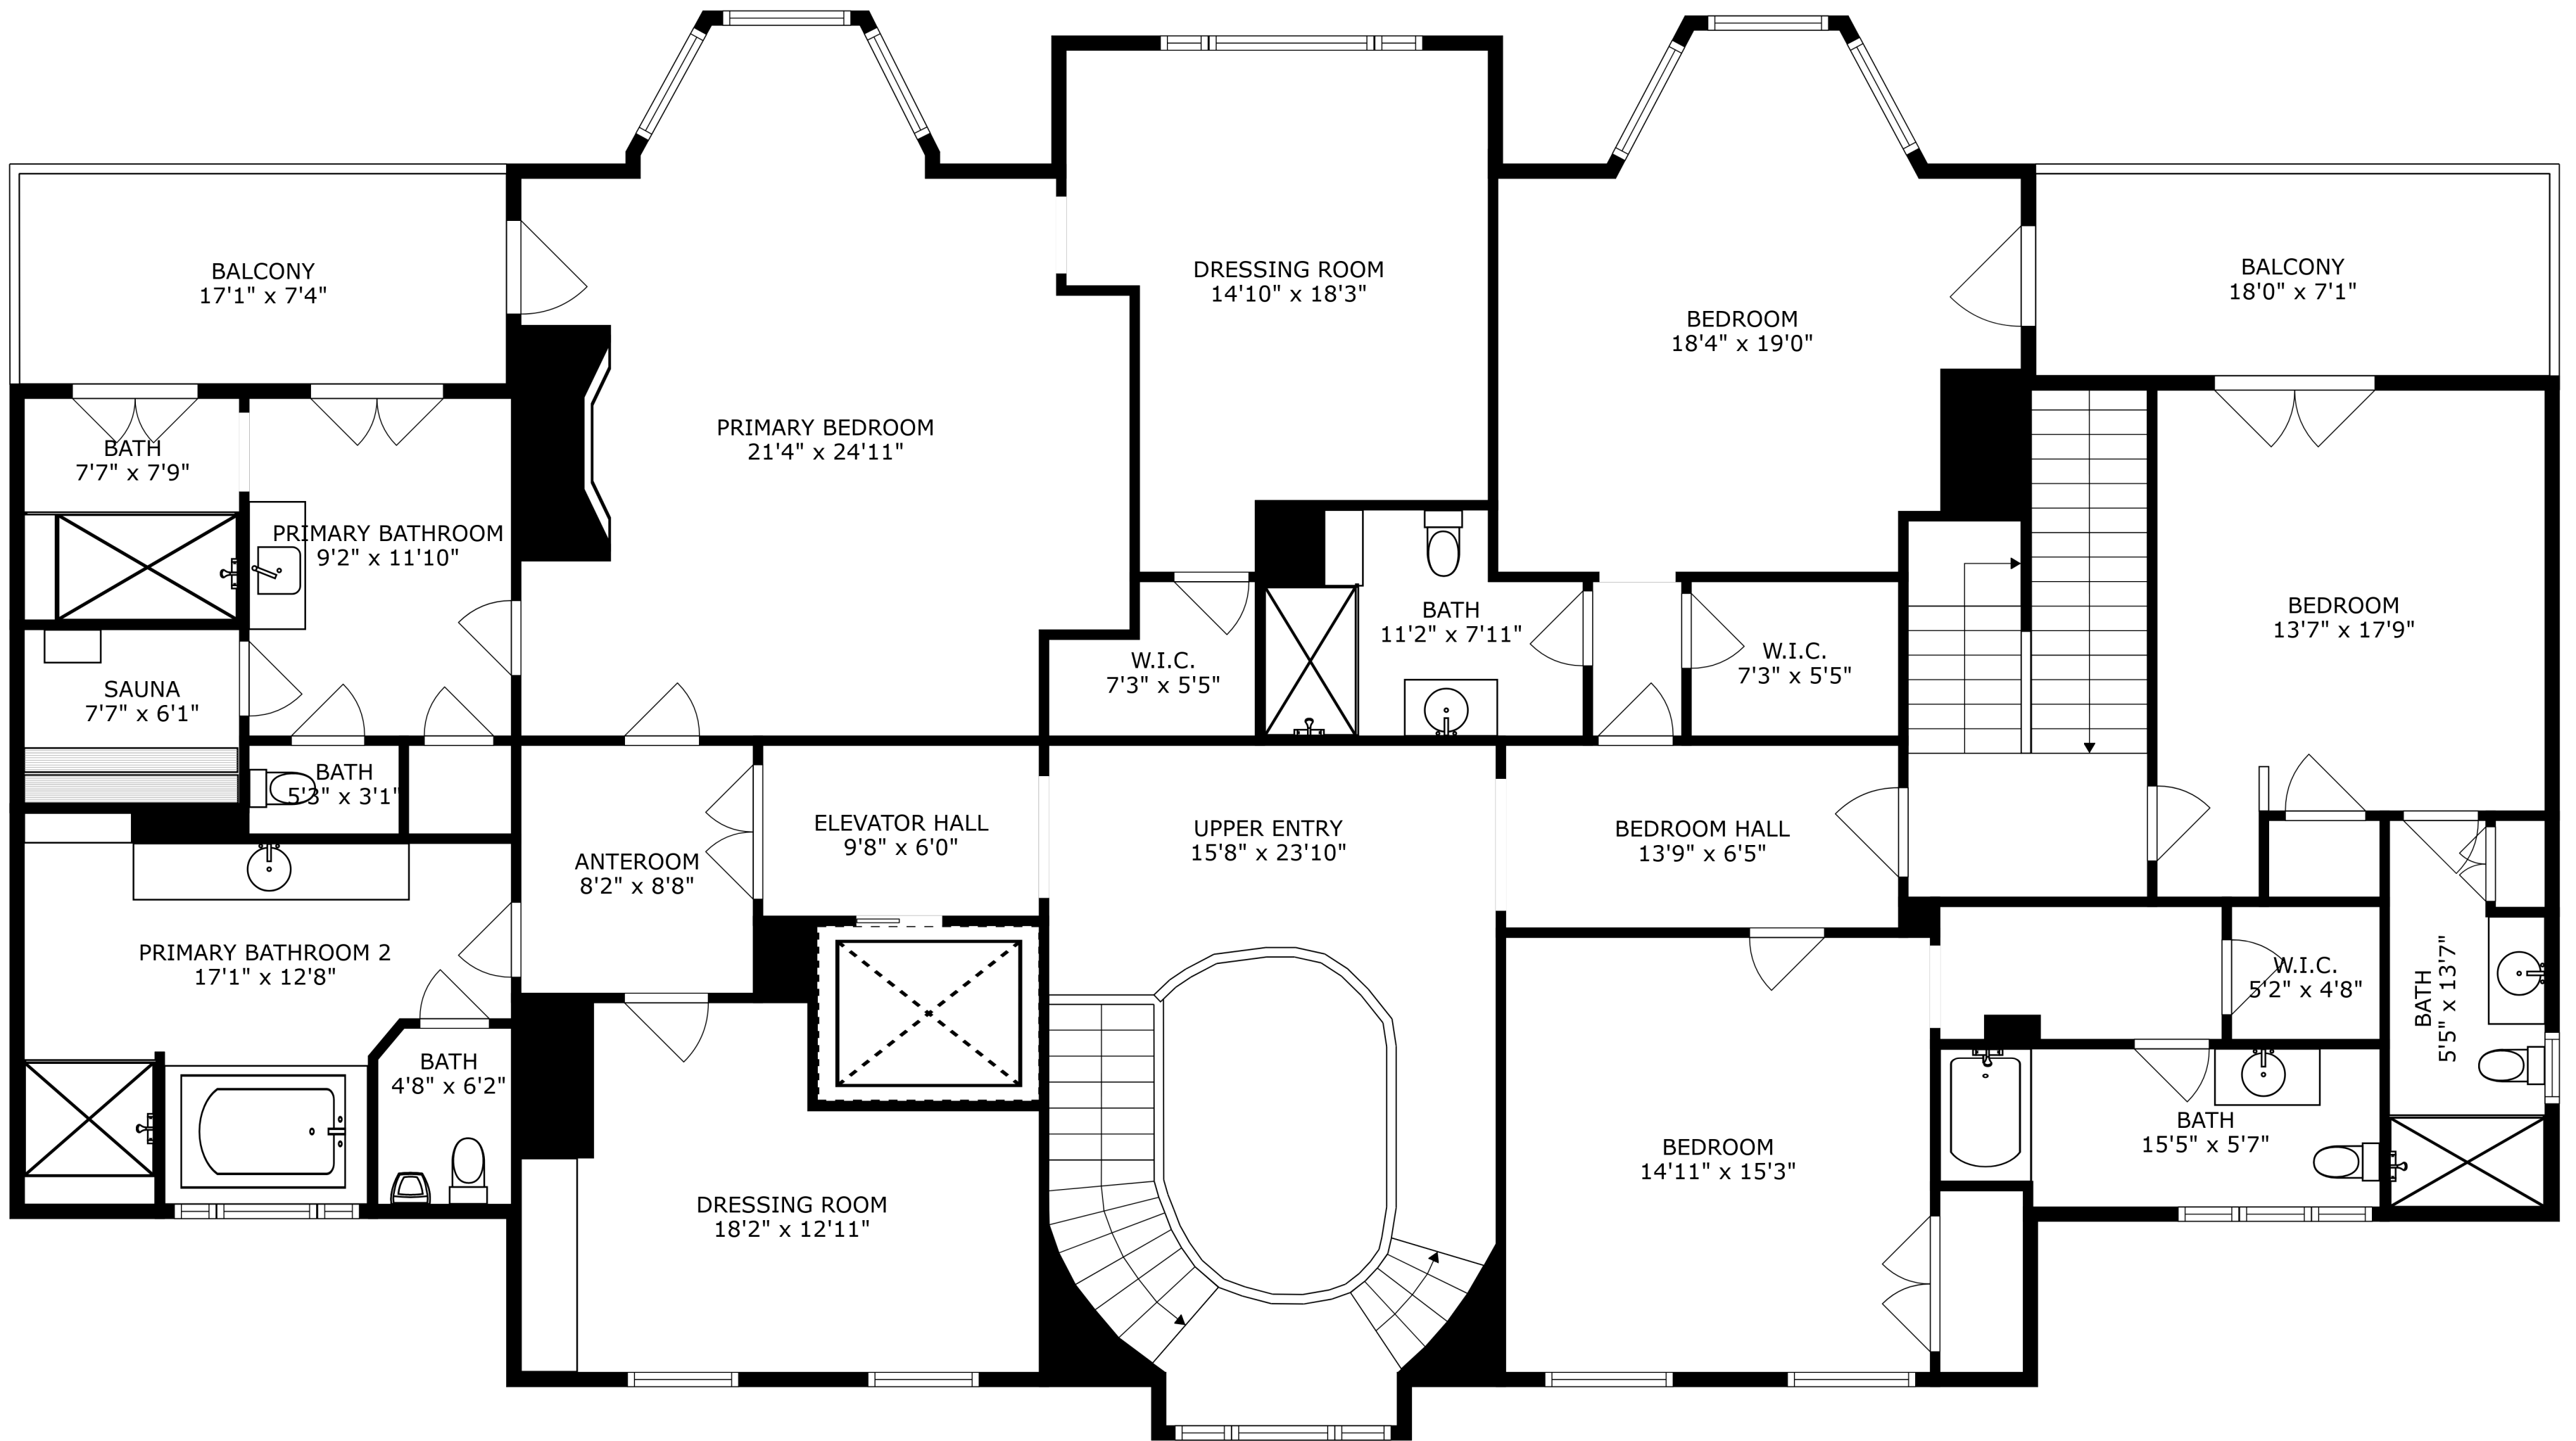 BALCONY
17'1" x 7'4"
DRESSING ROOM
14'10" x 18'3"
BALCONY
18'0" x 7'1"
BEDROOM
18'4" x 19'0"
PRIMARY BEDROOM
21'4" x 24'11"
BATH
7'7" x 7'9"
PRIMARY BATHROOM
9'2" x 11'10"
BATH
11'2" x 7'11"
BEDROOM
13'7" x 17'9"
W.I.C.
7'3" x 5'5"
W.I.C.
7'3" x 5'5"
SAUNA
7'7" x 6'1"
BATH
5'3" x 3'1"
ANTEROOM
8'2" x 8'8"
ELEVATOR HALL
9'8" x 6'0"
UPPER ENTRY
15'8" x 23'10"
BEDROOM HALL
13'9" x 6'5"
PRIMARY BATHROOM 2
17'1" x 12'8"
W.I.C.
5'2" x 4'8"
BATH
5'5" x 13'7"
BATH
4'8" x 6'2"
BATH
15'5" x 5'7"
BEDROOM
14'11" x 15'3"
DRESSING ROOM
18'2" x 12'11"